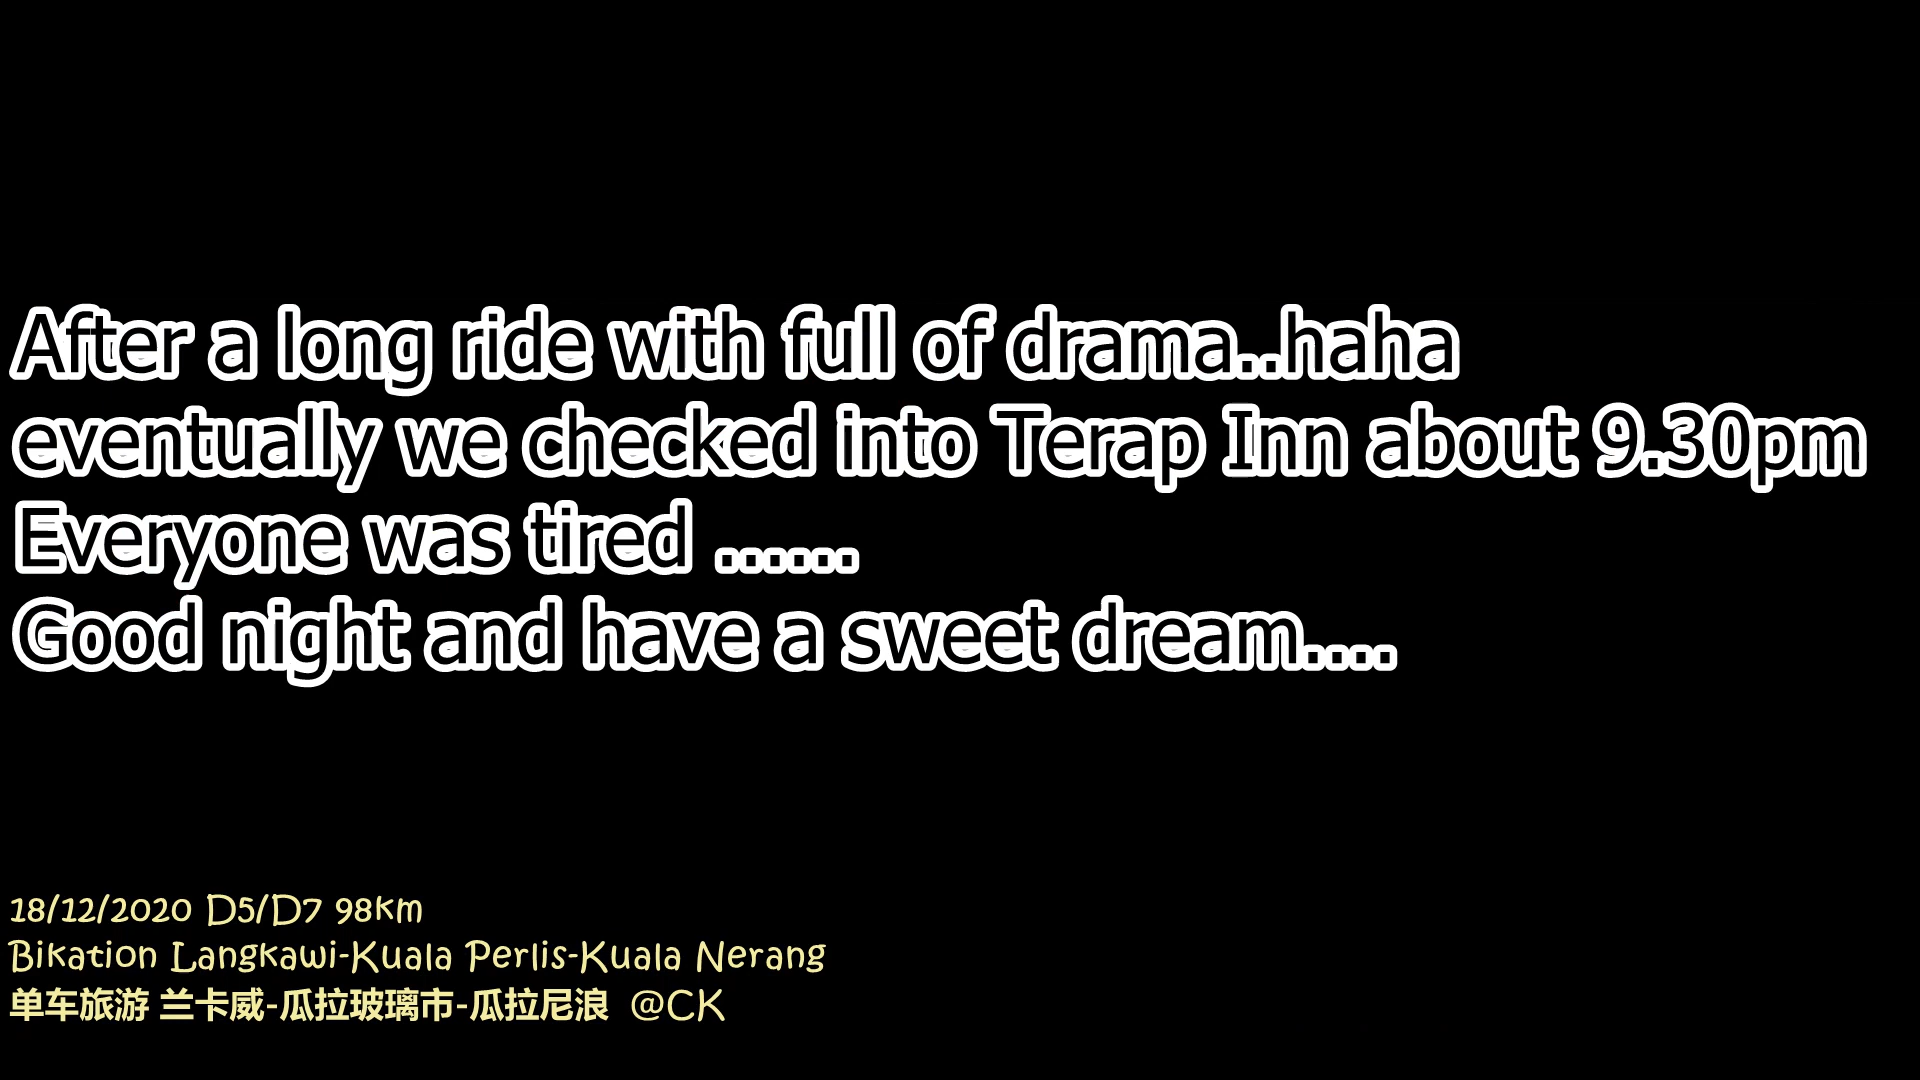 After a long ride with full of drama..haha
eventually we checked into Terap Inn about 9.30pm
Everyone was tired ......
Good night and have a sweet dream....
18/12/2020 D5/D7 98km
Bikation Langkawi-Kuala Perlis-Kuala Nerang
单车旅游 兰卡威-瓜拉玻璃市-瓜拉尼浪 @CK